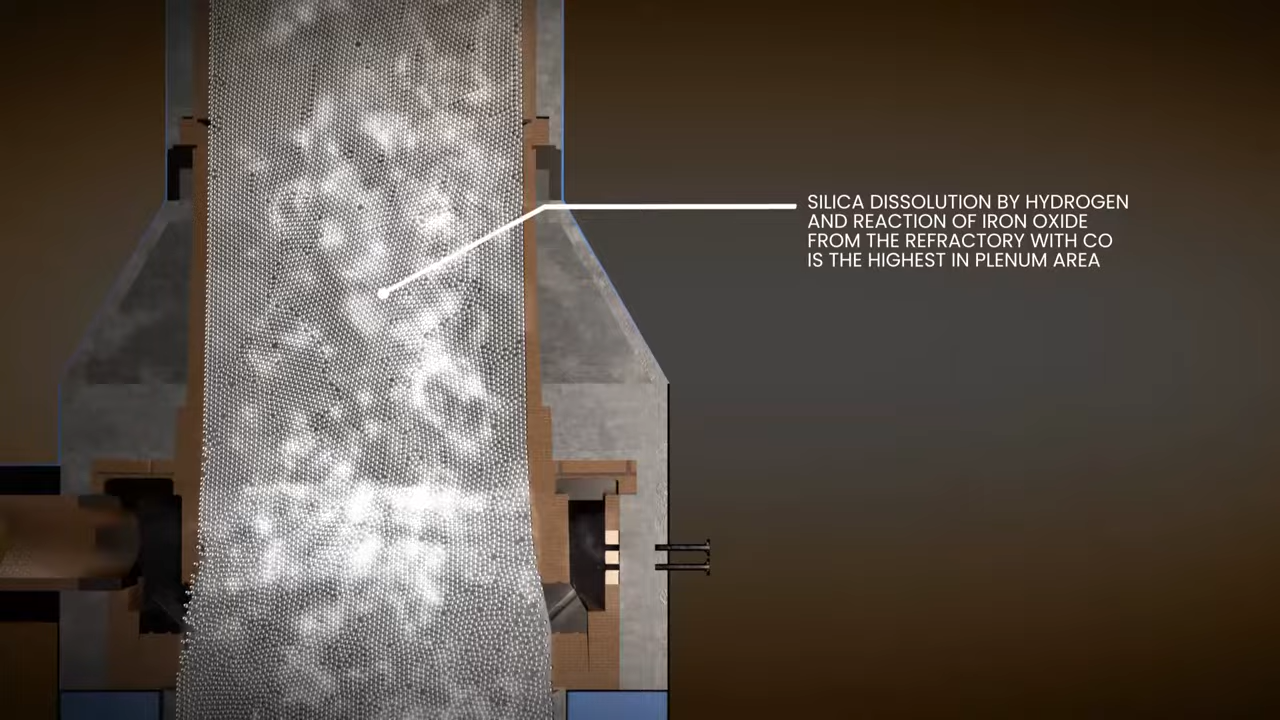 SILICA DISSOLUTION BY HYDROGEN
AND REACTION OF IRON OXIDE
FROM THE REFRACTORY WITH CO
IS THE HIGHEST IN PLENUM AREA